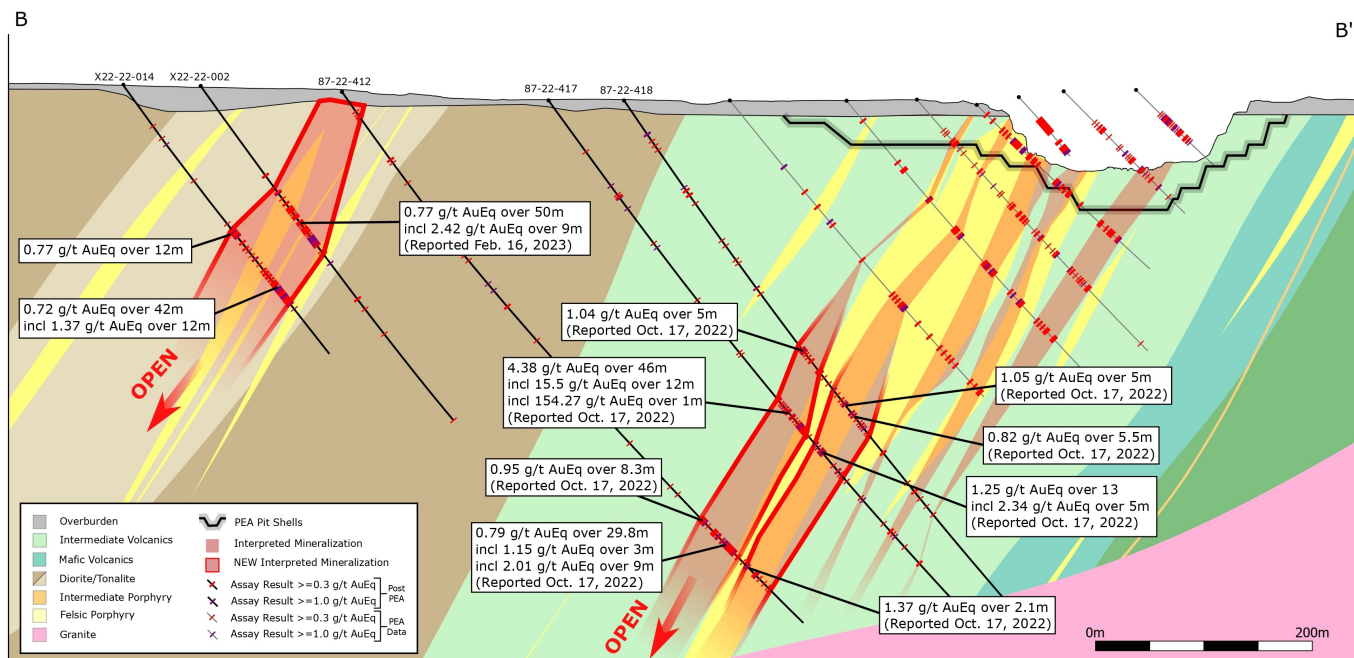 B
B'
X22-22-014
X22-22-002
87-22-412
87-22-417
87-22-418
0.77 g/t AuEq over 50m
incl 2.42 g/t AuEq over 9m
(Reported Feb. 16, 2023)
0.77 g/t AuEq over 12m
0.72 g/t AuEq over 42m
incl 1.37 g/t AuEq over 12m
OPEN
1.04 g/t AuEq over 5m
(Reported Oct. 17, 2022)
4.38 g/t AuEq over 46m
incl 15.5 g/t AuEq over 12m
incl 154.27 g/t AuEq over 1m
(Reported Oct. 17, 2022)
1.05 g/t AuEq over 5m
(Reported Oct. 17, 2022)
0.82 g/t AuEq over 5.5m
(Reported Oct. 17, 2022)
0.95 g/t AuEq over 8.3m
(Reported Oct. 17, 2022)
1.25 g/t AuEq over 13
incl 2.34 g/t AuEq over 5m
(Reported Oct. 17, 2022)
0.79 g/t AuEq over 29.8m
incl 1.15 g/t AuEq over 3m
incl 2.01 g/t AuEq over 9m
(Reported Oct. 17, 2022)
1.37 g/t AuEq over 2.1m
(Reported Oct. 17, 2022)
OPEN
Overburden
Intermediate Volcanics
Mafic Volcanics
Diorite/Tonalite
Intermediate Porphyry
Felsic Porphyry
Granite
PEA Pit Shells
Interpreted Mineralization
NEW Interpreted Mineralization
Assay Result >=0.3 g/t AuEq
Assay Result >=1.0 g/t AuEq
Post
PEA
Assay Result >=0.3 g/t AuEq
Assay Result >=1.0 g/t AuEq
PEA
Data
0m
200m